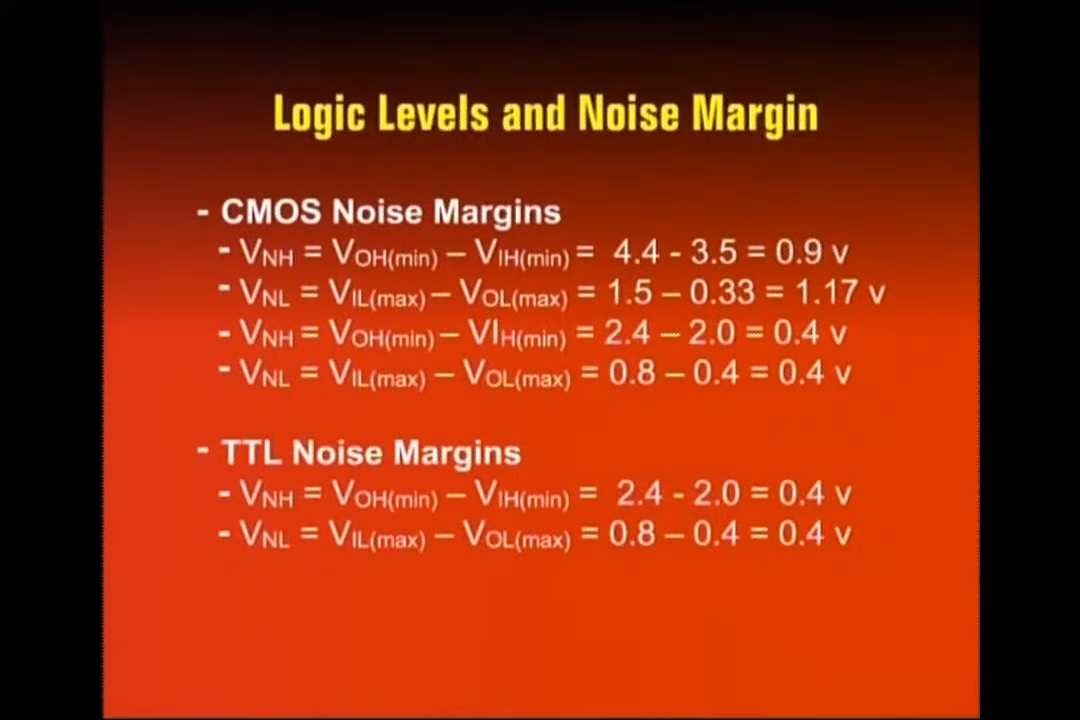 Logic Levels and Noise Margin
- CMOS Noise Margins
- VNH = VOH(min) – VIH(min) = 4.4 - 3.5 = 0.9 v
- VNL = VIL(max) – VOL(max) = 1.5 – 0.33 = 1.17 v
- VNH = VOH(min) – VIH(min) = 2.4 – 2.0 = 0.4 v
- VNL = VIL(max) – VOL(max) = 0.8 – 0.4 = 0.4 v
- TTL Noise Margins
- VNH = VOH(min) – VIH(min) = 2.4 - 2.0 = 0.4 v
- VNL = VIL(max) – VOL(max) = 0.8 – 0.4 = 0.4 v